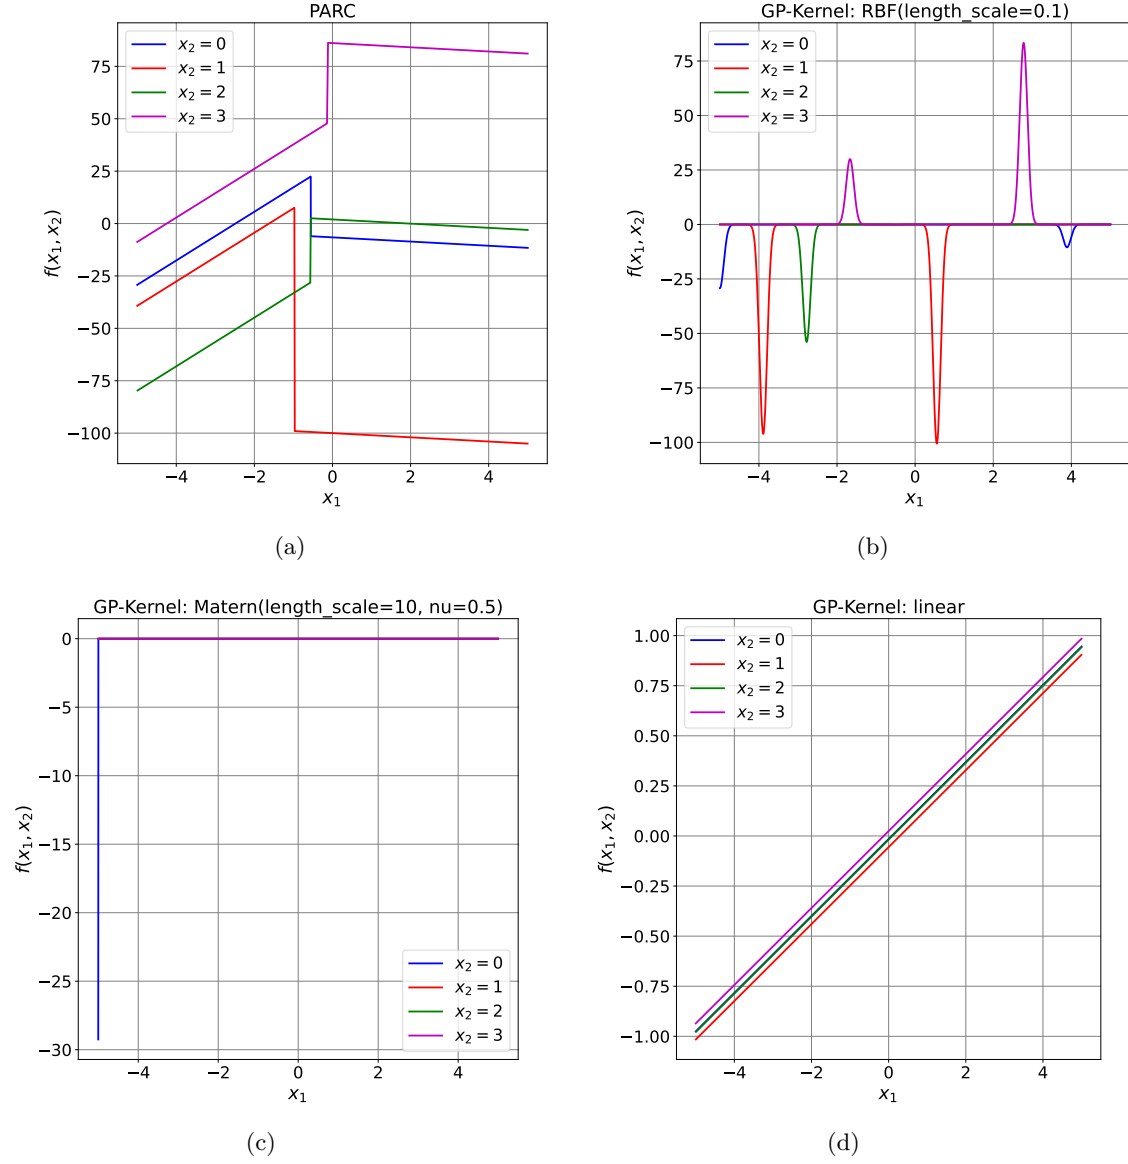 PARC
x₂ = 0
x₂ = 1
x₂ = 2
x₂ = 3
75
50
25
0
−25
−50
−75
−100
f(x₁, x₂)
−4 −2 0 2 4
x₁
(a)
GP-Kernel: RBF(length_scale=0.1)
x₂ = 0
x₂ = 1
x₂ = 2
x₂ = 3
75
50
25
0
−25
−50
−75
−100
f(x₁, x₂)
−4 −2 0 2 4
x₁
(b)
GP-Kernel: Matern(length_scale=10, nu=0.5)
0
−5
−10
−15
−20
−25
−30
f(x₁, x₂)
x₂ = 0
x₂ = 1
x₂ = 2
x₂ = 3
−4 −2 0 2 4
x₁
(c)
GP-Kernel: linear
x₂ = 0
x₂ = 1
x₂ = 2
x₂ = 3
1.00
0.75
0.50
0.25
0.00
−0.25
−0.50
−0.75
−1.00
f(x₁, x₂)
−4 −2 0 2 4
x₁
(d)